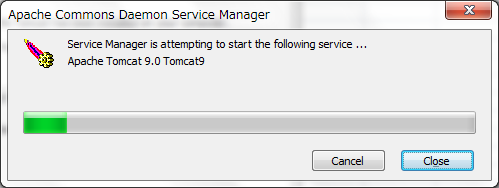 Apache Commons Daemon Service Manager
Service Manager is attempting to start the following service ...
Apache Tomcat 9.0 Tomcat9
Cancel
Close